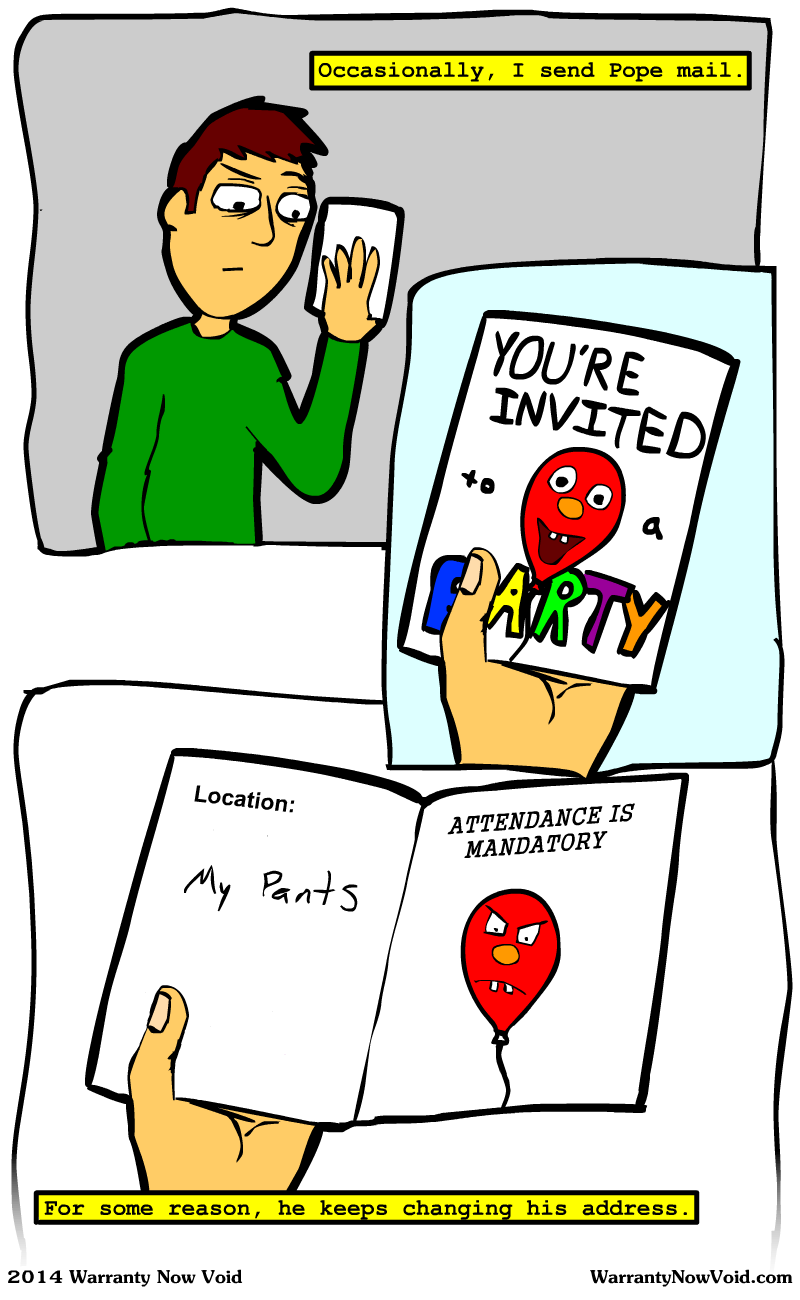 Occasionally, I send Pope mail.
YOU'RE
INVITED
to
a
PARTY
Location:
My Pants
ATTENDANCE IS
MANDATORY
For some reason, he keeps changing his address.
2014 Warranty Now Void
WarrantyNowVoid.com